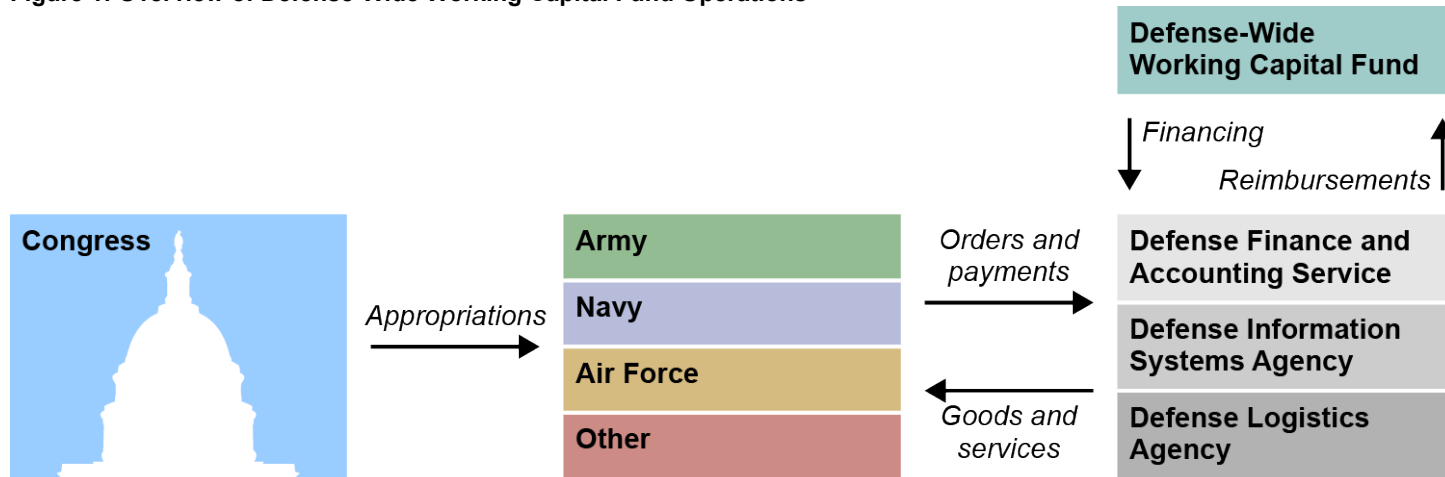 Defense-Wide
Working Capital Fund
Financing
Reimbursements
Congress
Appropriations
Army
Navy
Air Force
Other
Orders and
payments
Goods and
services
Defense Finance and
Accounting Service
Defense Information
Systems Agency
Defense Logistics
Agency